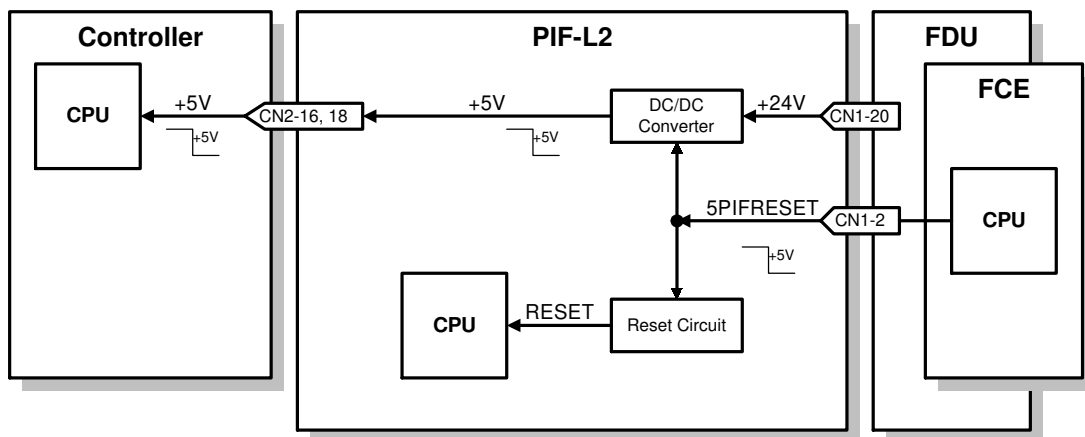 Controller
PIF-L2
FDU
FCE
CPU
+5V
CN2-16, 18
+5V
DC/DC
Converter
+24V
CN1-20
+5V
+5V
5PIFRESET
CN1-2
CPU
+5V
CPU
RESET
Reset Circuit